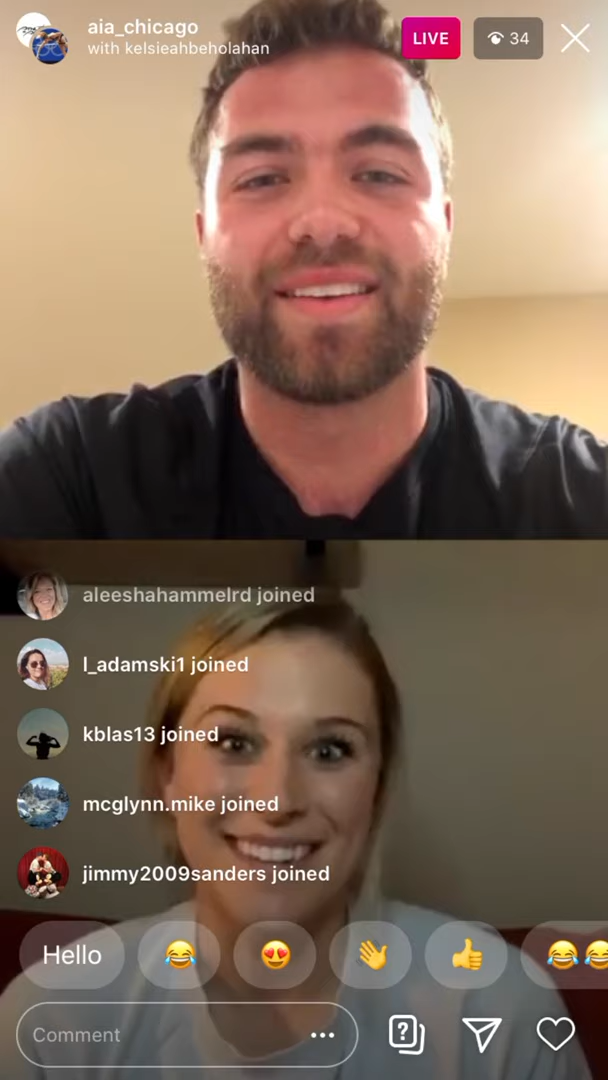 aia_chicago
with kelsieahbeholahan
LIVE
34
aleeshahammelrd joined
l_adamski1 joined
kblas13 joined
mcglynn.mike joined
jimmy2009sanders joined
Hello
Comment